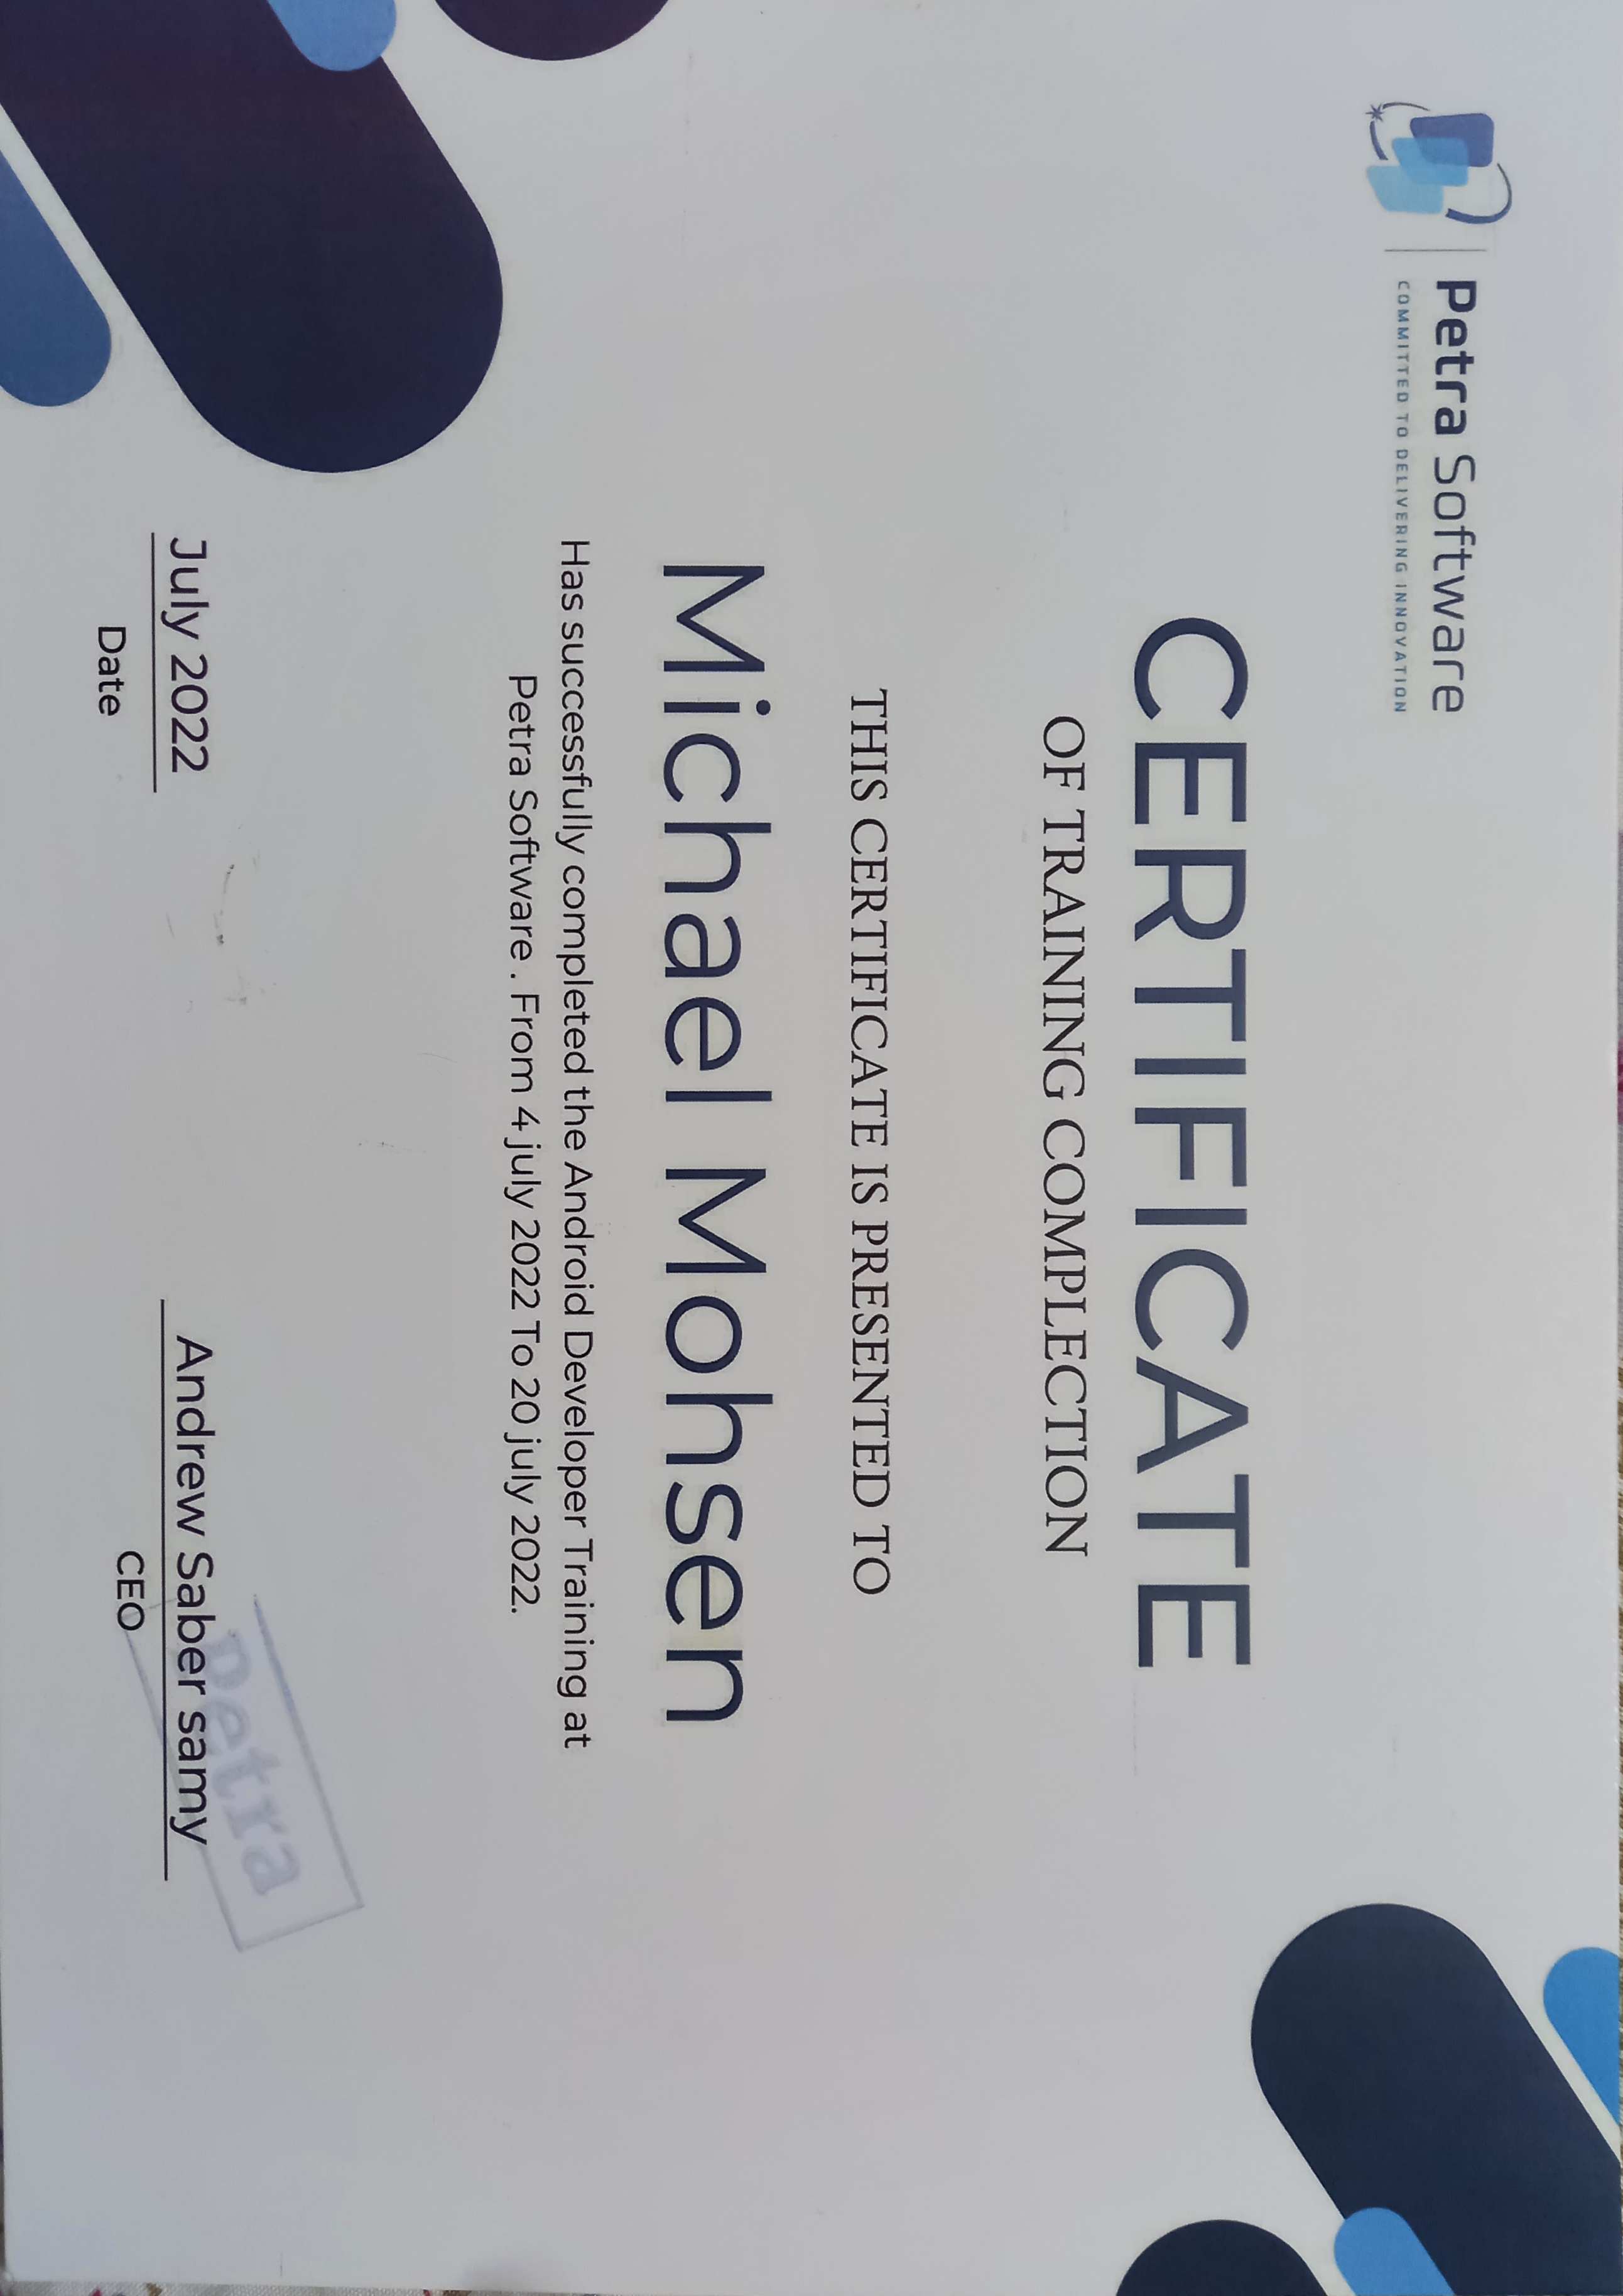 Petra Software
COMMITTED TO DELIVERING INNOVATION
CERTIFICATE
OF TRAINING COMPLECTION
THIS CERTIFICATE IS PRESENTED TO
Michael Mohsen
Has successfully completed the Android Developer Training at
Petra Software . From 4 july 2022 To 20 july 2022.
Petra
July 2022
Date
Andrew Saber samy
CEO